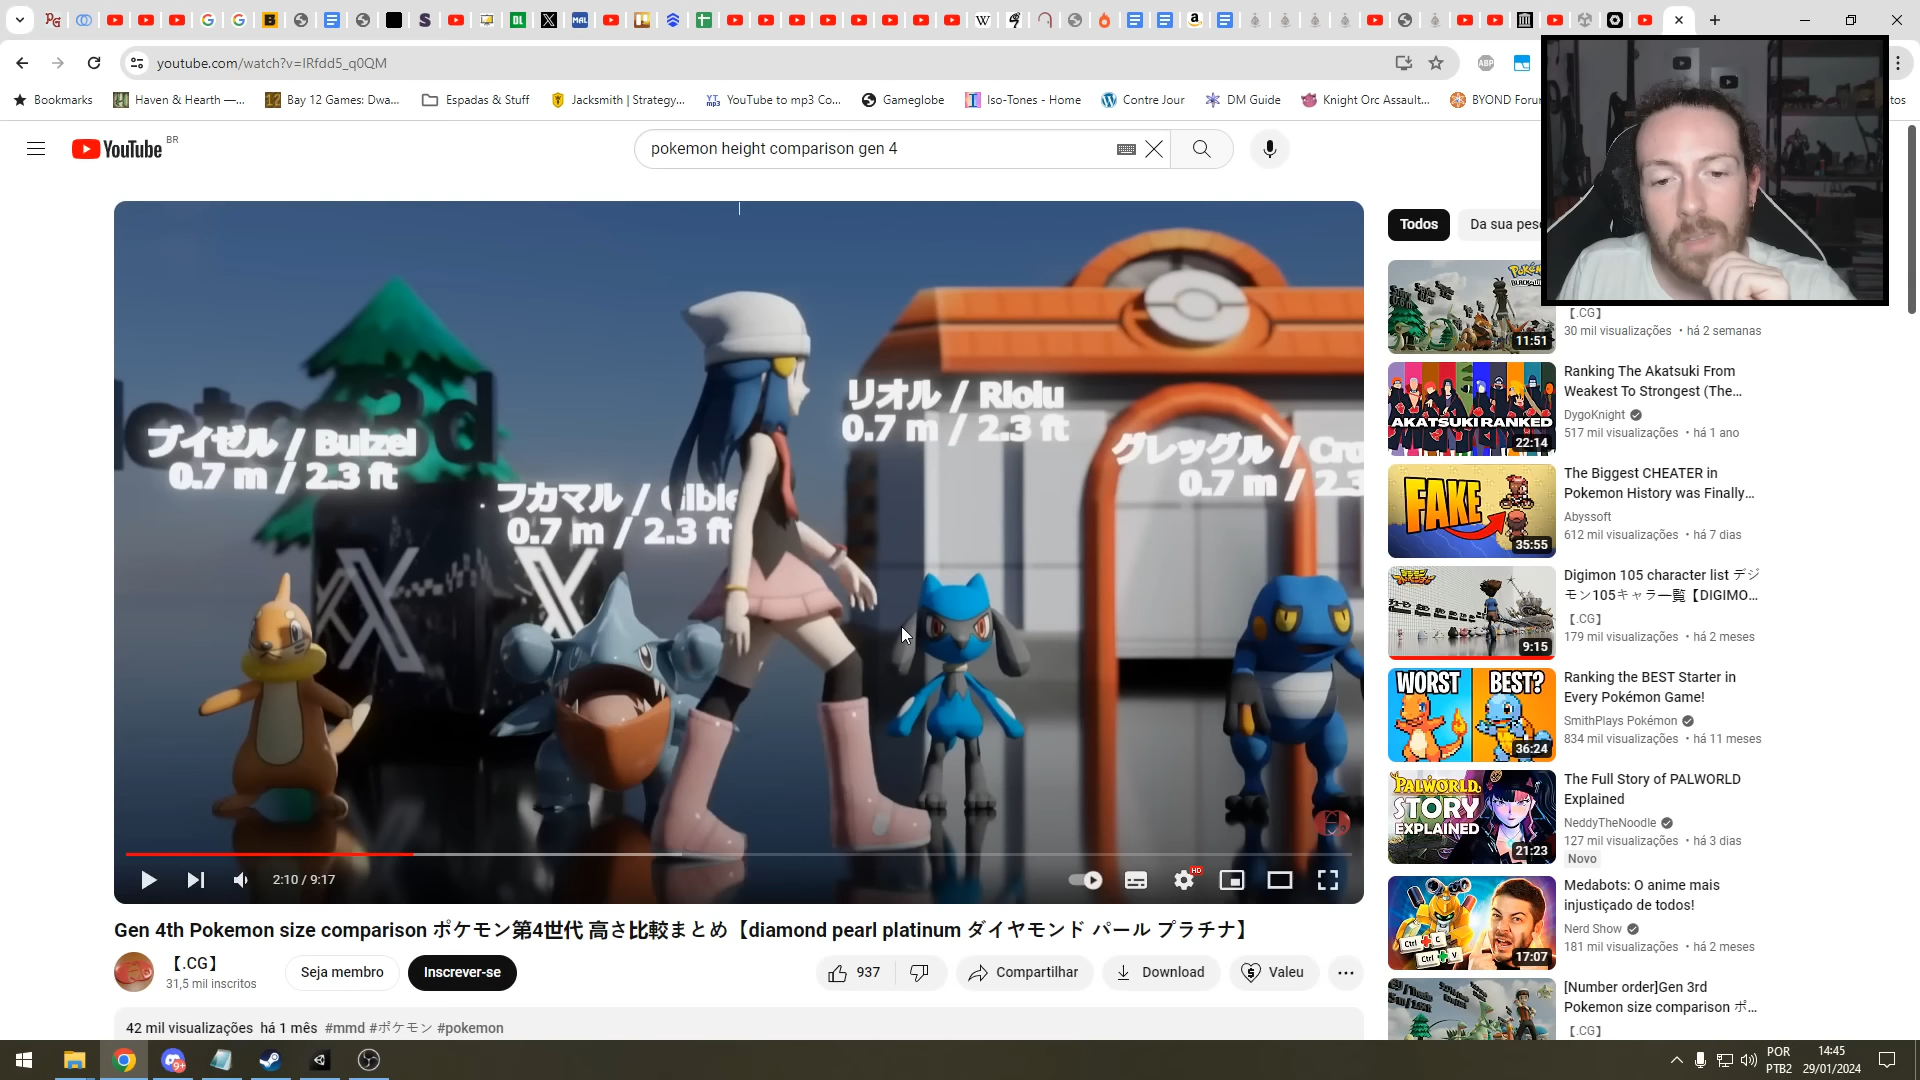 youtube.com/watch?v=IRfdd5_q0QM
Bookmarks
Haven & Hearth —...
Bay 12 Games: Dwa...
Espadas & Stuff
Jacksmith | Strategy...
YouTube to mp3 Co...
Gameglobe
Iso-Tones - Home
Contre Jour
DM Guide
Knight Orc Assault...
BYOND Foru
tos
YouTube BR
pokemon height comparison gen 4
ブイゼル / Buizel
0.7 m / 2.3 ft
フカマル / Gible
0.7 m / 2.3 ft
リオル / Riolu
0.7 m / 2.3 ft
グレッグル / Cro
0.7 m / 2.3
2:10 / 9:17
HD
Gen 4th Pokemon size comparison ポケモン第4世代 高さ比較まとめ【diamond pearl platinum ダイヤモンド パール プラチナ】
【.CG】
31,5 mil inscritos
Seja membro
Inscrever-se
937
Compartilhar
Download
Valeu
42 mil visualizações há 1 mês #mmd #ポケモン #pokemon
Todos
Da sua pes
11:51
【.CG】
30 mil visualizações • há 2 semanas
AKATSUKI RANKED
22:14
Ranking The Akatsuki From
Weakest To Strongest (The...
DygoKnight
517 mil visualizações • há 1 ano
FAKE
35:55
The Biggest CHEATER in
Pokemon History was Finally...
Abyssoft
612 mil visualizações • há 7 dias
9:15
Digimon 105 character list デジ
モン105キャラ一覧【DIGIMO...
【.CG】
179 mil visualizações • há 2 meses
WORST BEST?
36:24
Ranking the BEST Starter in
Every Pokémon Game!
SmithPlays Pokémon
834 mil visualizações • há 11 meses
PALWORLD
STORY
EXPLAINED
21:23
The Full Story of PALWORLD
Explained
NeddyTheNoodle
127 mil visualizações • há 3 dias
Novo
Ctrl + C
Ctrl + V
17:07
Medabots: O anime mais
injustiçado de todos!
Nerd Show
181 mil visualizações • há 2 meses
[Number order]Gen 3rd
Pokemon size comparison ポ...
【.CG】
POR
PTB2
14:45
29/01/2024